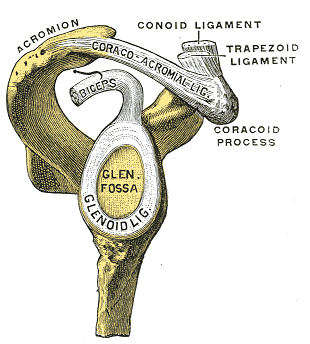 ACROMION
CONOID LIGAMENT
TRAPEZOID
LIGAMENT
CORACO-ACROMIAL LIG.
BICEPS
CORACOID
PROCESS
GLEN.
FOSSA
GLENOID LIG.